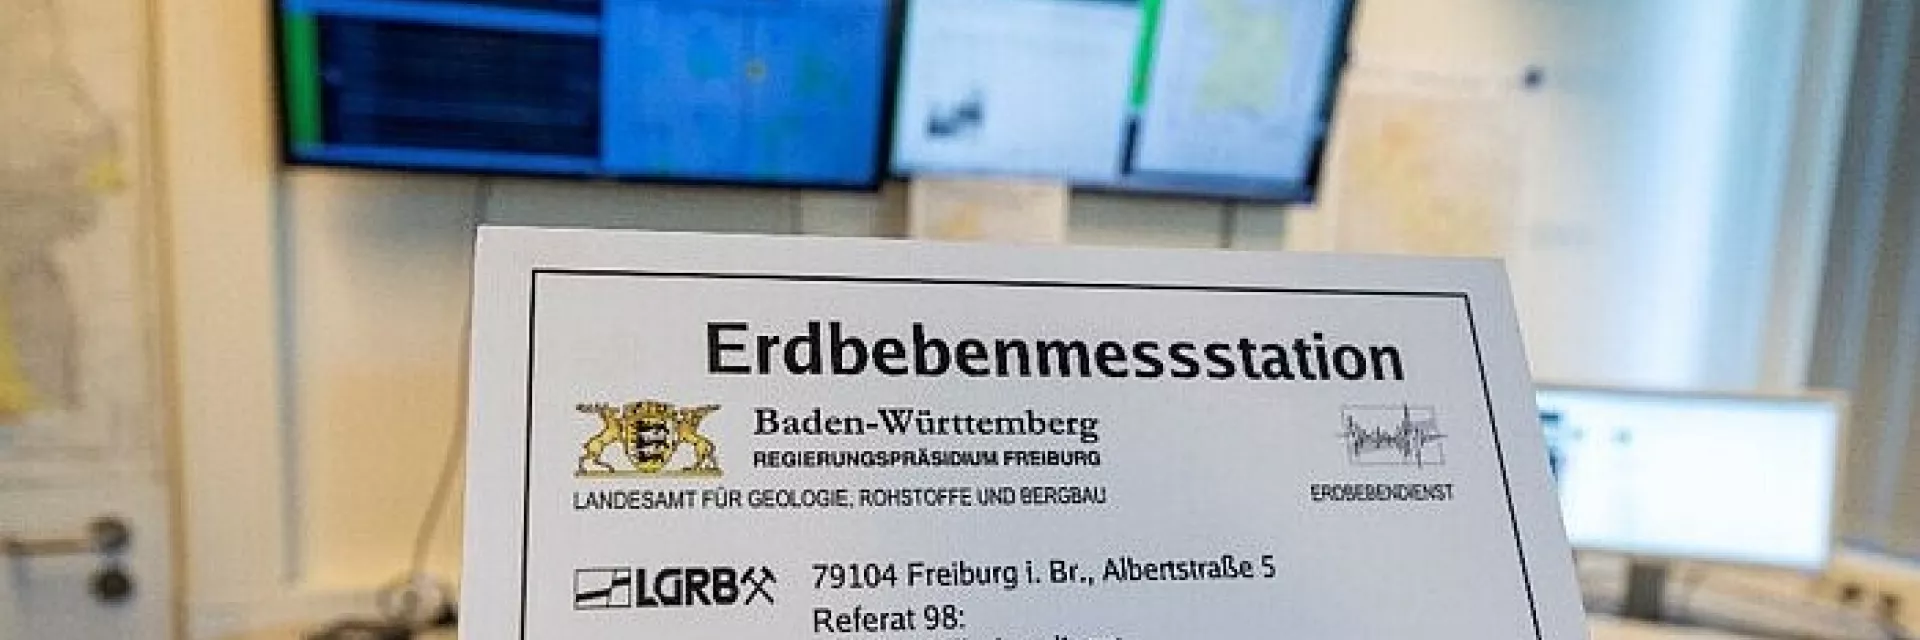 Erdbebenmessstation
Baden-Württemberg
REGIERUNGSPRÄSIDIUM FREIBURG
LANDESAMT FÜR GEOLOGIE, ROHSTOFFE UND BERGBAU
ERDBEBENDIENST
LGRB
79104 Freiburg i. Br., Albertstraße 5
Referat 98: